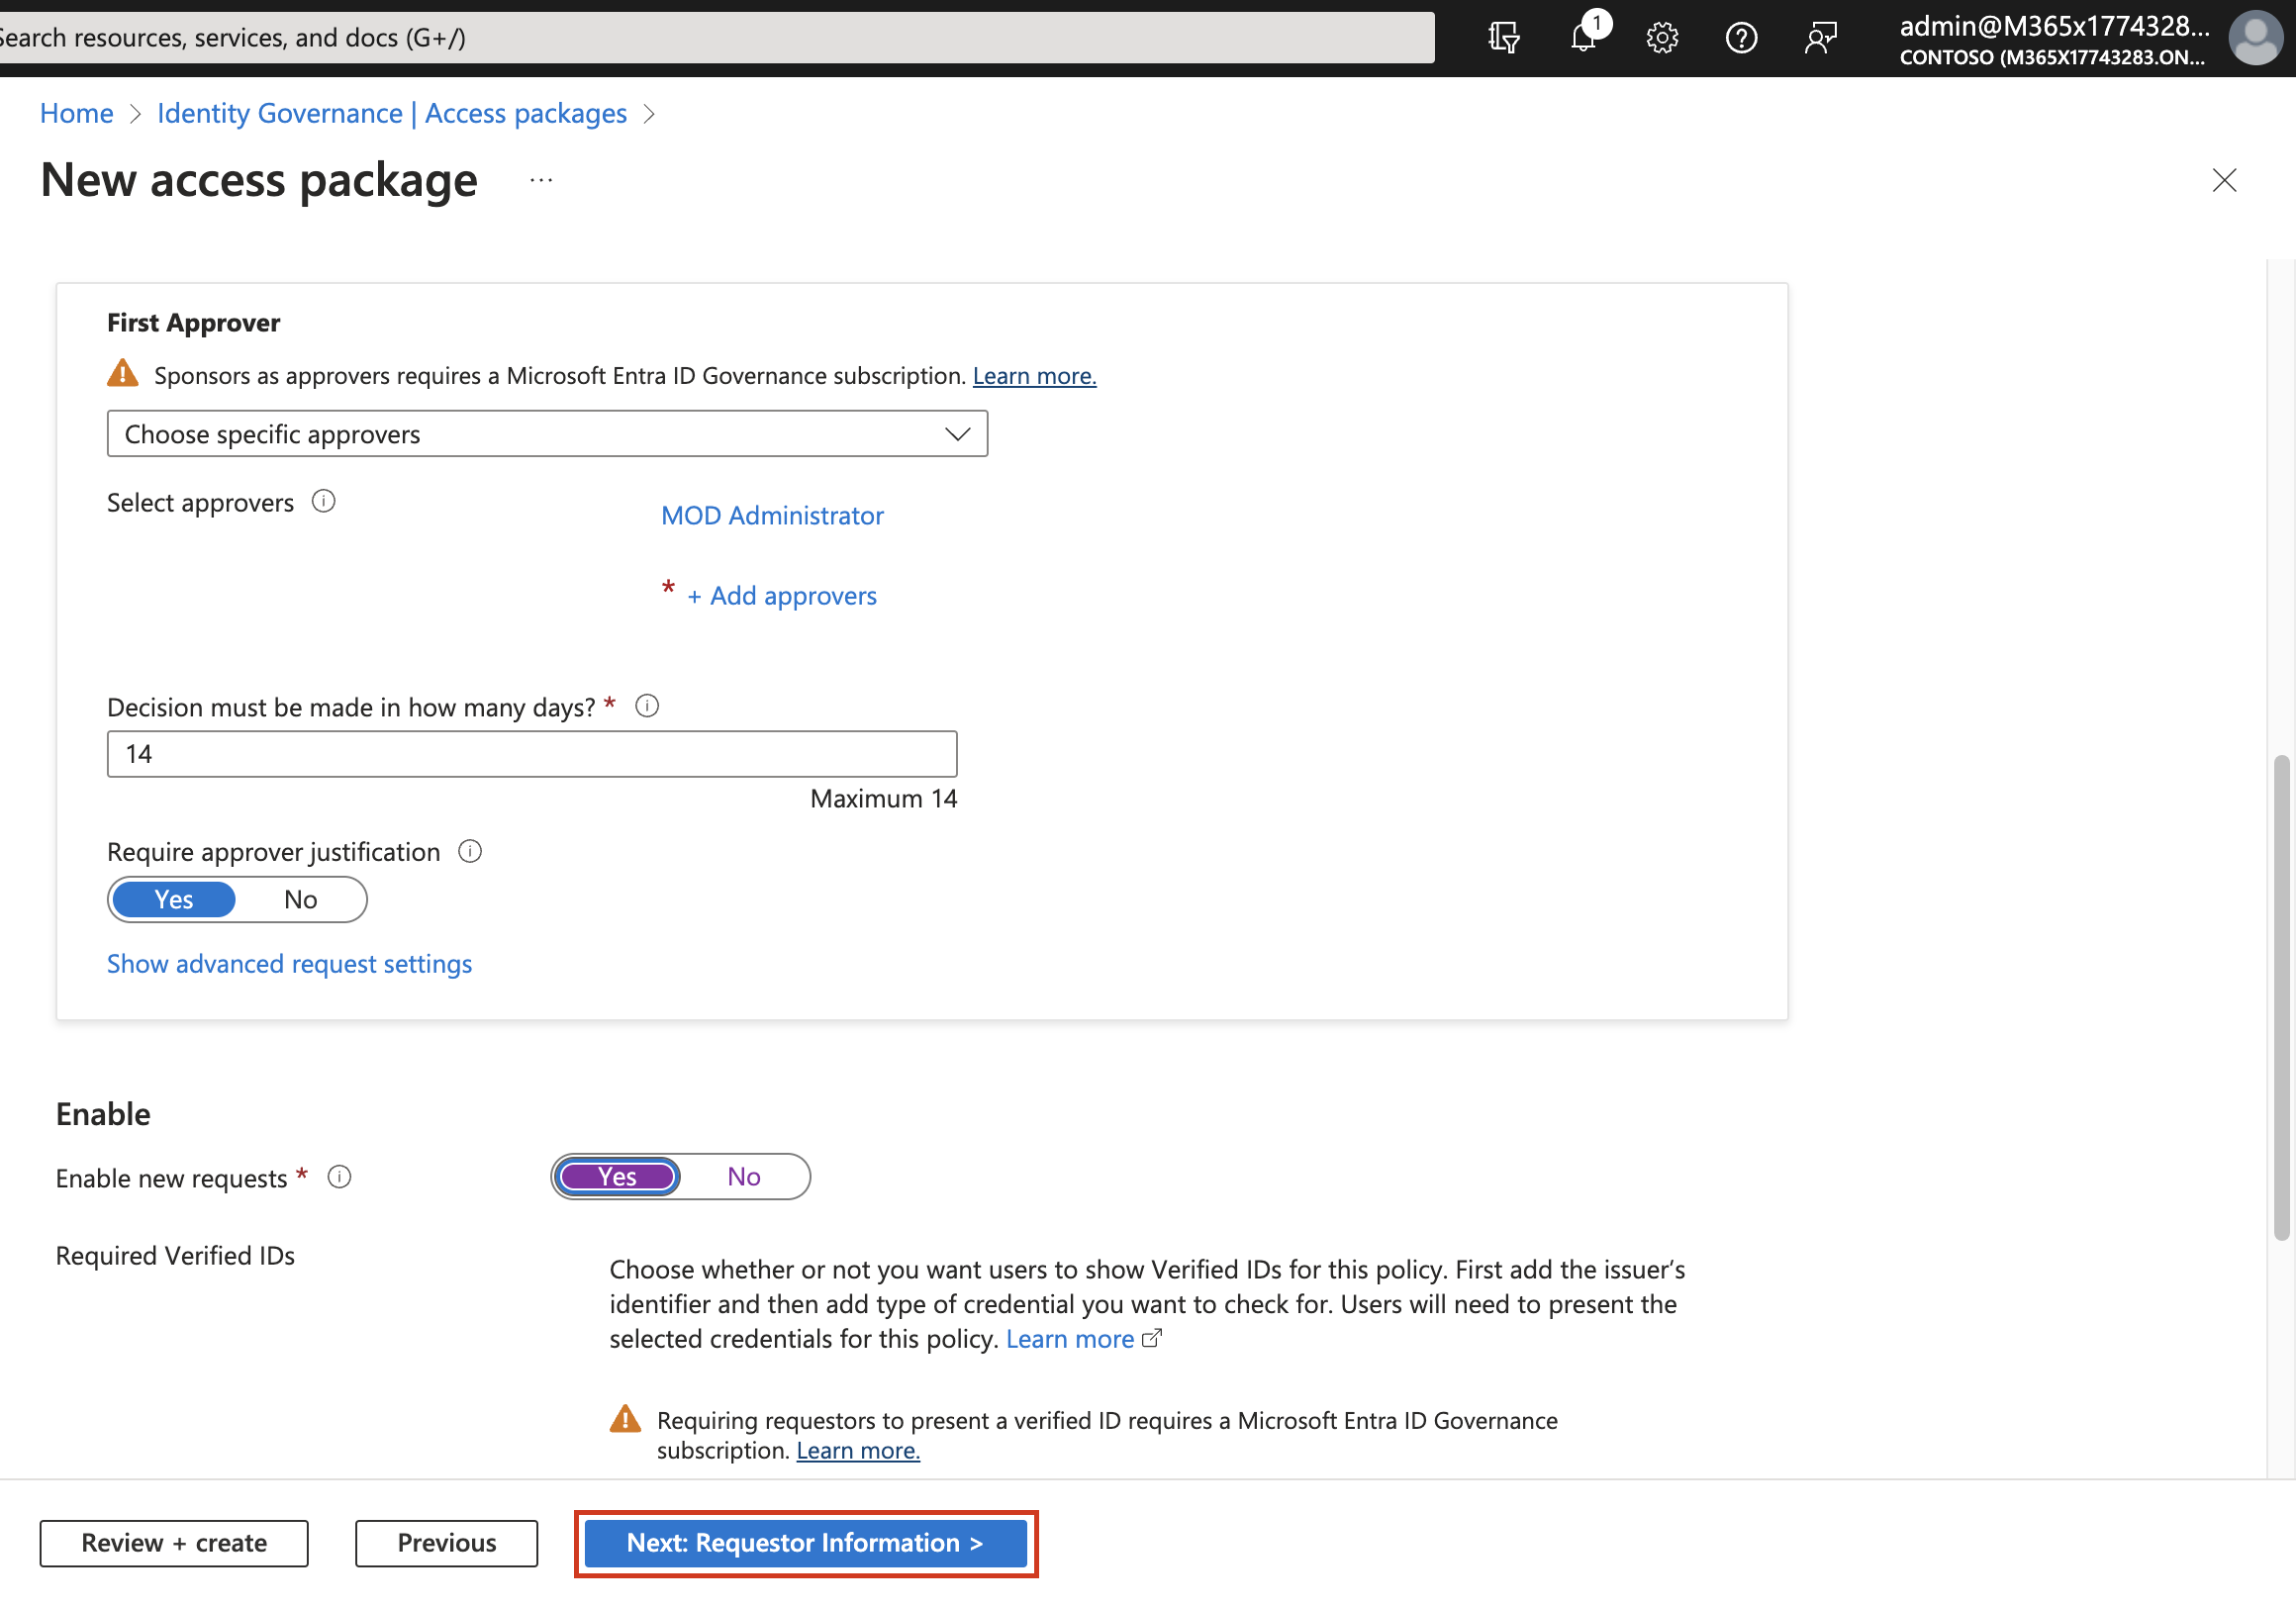 Search resources, services, and docs (G+/)
1
admin@M365x1774328...
CONTOSO (M365X17743283.ON...
Home > Identity Governance | Access packages >
New access package ...
First Approver
Sponsors as approvers requires a Microsoft Entra ID Governance subscription. Learn more.
Choose specific approvers
Select approvers
MOD Administrator
* + Add approvers
Decision must be made in how many days? *
14
Maximum 14
Require approver justification
Yes No
Show advanced request settings
Enable
Enable new requests *
Yes No
Required Verified IDs
Choose whether or not you want users to show Verified IDs for this policy. First add the issuer’s
identifier and then add type of credential you want to check for. Users will need to present the
selected credentials for this policy. Learn more
Requiring requestors to present a verified ID requires a Microsoft Entra ID Governance
subscription. Learn more.
Review + create
Previous
Next: Requestor Information >